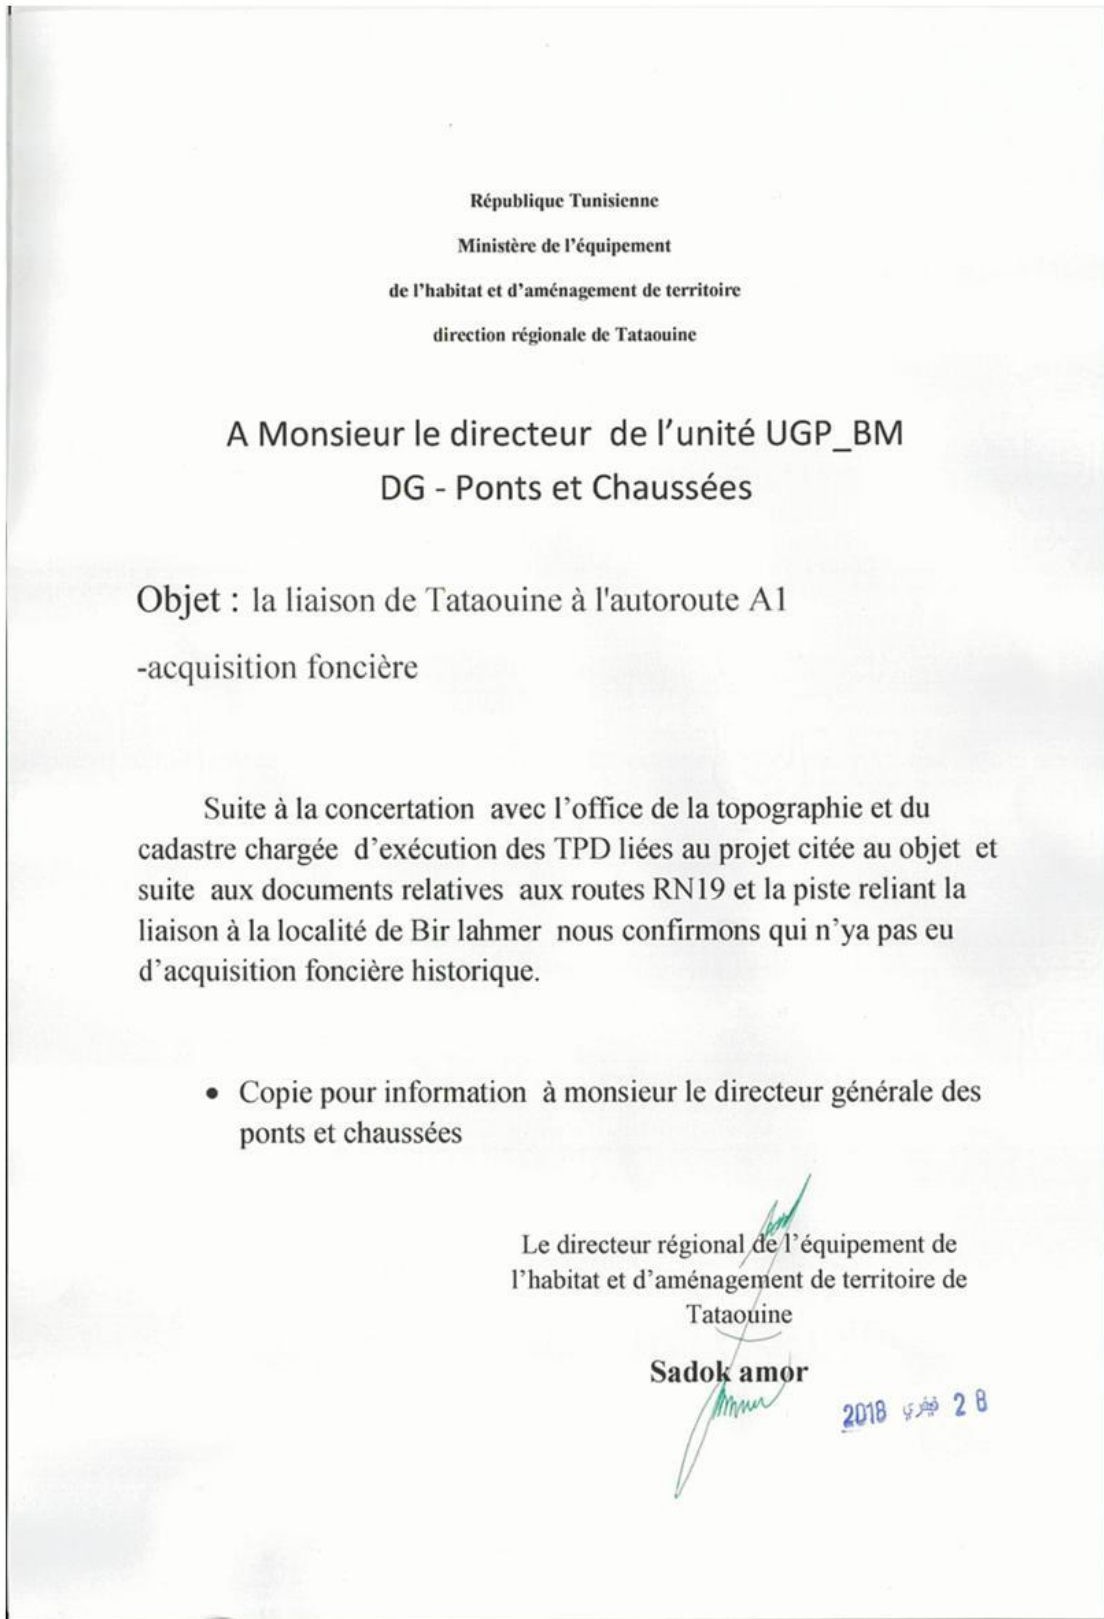 République Tunisienne
Ministère de l'équipement
de l'habitat et d'aménagement de territoire
direction régionale de Tataouine
A Monsieur le directeur de l'unité UGP_BM
DG - Ponts et Chaussées
Objet : la liaison de Tataouine à l'autoroute A1
-acquisition foncière
Suite à la concertation avec l'office de la topographie et du
cadastre chargée d'exécution des TPD liées au projet citée au objet et
suite aux documents relatives aux routes RN19 et la piste reliant la
liaison à la localité de Bir lahmer nous confirmons qui n'ya pas eu
d'acquisition foncière historique.
• Copie pour information à monsieur le directeur générale des
ponts et chaussées
Le directeur régional de l'équipement de
l'habitat et d'aménagement de territoire de
Tataouine
Sadok amor
2018 فيفري 28